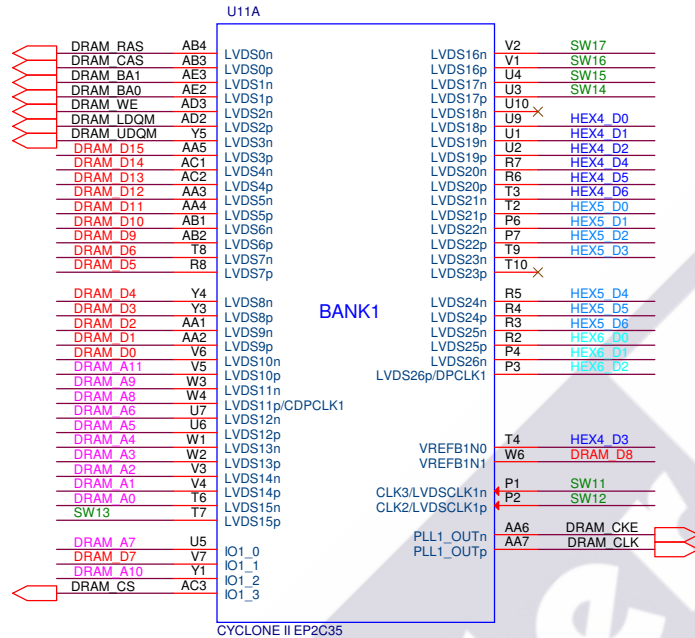 U11A
DRAM_RAS AB4 LVDS0n LVDS16n V2 SW17
DRAM_CAS AB3 LVDS0p LVDS16p V1 SW16
DRAM_BA1 AE3 LVDS1n LVDS17n U4 SW15
DRAM_BA0 AE2 LVDS1p LVDS17p U3 SW14
DRAM_WE AD3 LVDS2n LVDS18n U10
DRAM_LDQM AD2 LVDS2p LVDS18p U9 HEX4_D0
DRAM_UDQM Y5 LVDS3n LVDS19n U1 HEX4_D1
DRAM_D15 AA5 LVDS3p LVDS19p U2 HEX4_D2
DRAM_D14 AC1 LVDS4n LVDS20n R7 HEX4_D4
DRAM_D13 AC2 LVDS4p LVDS20p R6 HEX4_D5
DRAM_D12 AA3 LVDS5n LVDS21n T3 HEX4_D6
DRAM_D11 AA4 LVDS5p LVDS21p T2 HEX5_D0
DRAM_D10 AB1 LVDS6n LVDS22n P6 HEX5_D1
DRAM_D9 AB2 LVDS6p LVDS22p P7 HEX5_D2
DRAM_D6 T8 LVDS7n LVDS23n T9 HEX5_D3
DRAM_D5 R8 LVDS7p LVDS23p T10
DRAM_D4 Y4 LVDS8n LVDS24n R5 HEX5_D4
DRAM_D3 Y3 LVDS8p BANK1 LVDS24p R4 HEX5_D5
DRAM_D2 AA1 LVDS9n LVDS25n R3 HEX5_D6
DRAM_D1 AA2 LVDS9p LVDS25p R2 HEX6_D0
DRAM_D0 V6 LVDS10n LVDS26n P4 HEX6_D1
DRAM_A11 V5 LVDS10p LVDS26p/DPCLK1 P3 HEX6_D2
DRAM_A9 W3 LVDS11n
DRAM_A8 W4 LVDS11p/CDPCLK1
DRAM_A6 U7 LVDS12n
DRAM_A5 U6 LVDS12p
DRAM_A4 W1 LVDS13n VREFB1N0 T4 HEX4_D3
DRAM_A3 W2 LVDS13p VREFB1N1 W6 DRAM_D8
DRAM_A2 V3 LVDS14n
DRAM_A1 V4 LVDS14p CLK3/LVDSCLK1n P1 SW11
DRAM_A0 T6 LVDS15n CLK2/LVDSCLK1p P2 SW12
SW13 T7 LVDS15p
PLL1_OUTn AA6 DRAM_CKE
DRAM_A7 U5 IO1_0 PLL1_OUTp AA7 DRAM_CLK
DRAM_D7 V7 IO1_1
DRAM_A10 Y1 IO1_2
DRAM_CS AC3 IO1_3
CYCLONE II EP2C35